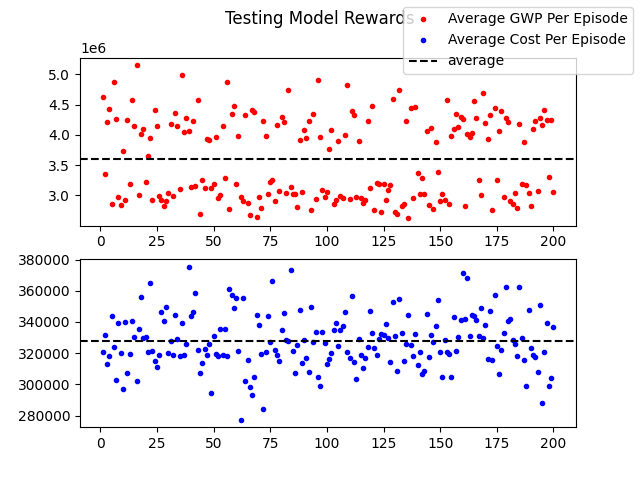 Testing Model Rewards
Average GWP Per Episode
Average Cost Per Episode
average
1e6
5.0
4.5
4.0
3.5
3.0
0 25 50 75 100 125 150 175 200
380000
360000
340000
320000
300000
280000
0 25 50 75 100 125 150 175 200